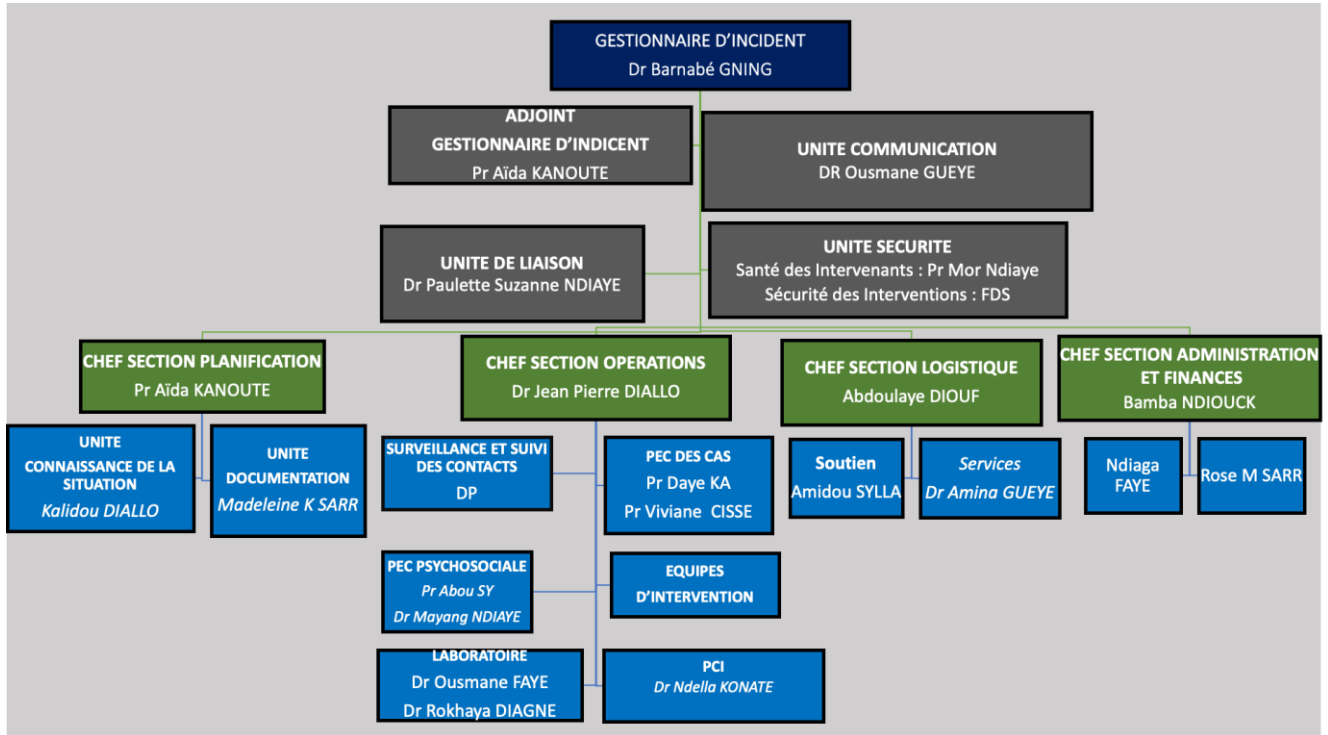 GESTIONNAIRE D'INCIDENT
Dr Barnabé GNING
ADJOINT
GESTIONNAIRE D'INDICENT
Pr Aïda KANOUTE
UNITE COMMUNICATION
DR Ousmane GUEYE
UNITE DE LIAISON
Dr Paulette Suzanne NDIAYE
UNITE SECURITE
Santé des Intervenants : Pr Mor Ndiaye
Sécurité des Interventions : FDS
CHEF SECTION PLANIFICATION
Pr Aïda KANOUTE
CHEF SECTION OPERATIONS
Dr Jean Pierre DIALLO
CHEF SECTION LOGISTIQUE
Abdoulaye DIOUF
CHEF SECTION ADMINISTRATION
ET FINANCES
Bamba NDIOUCK
UNITE
CONNAISSANCE DE LA
SITUATION
Kalidou DIALLO
UNITE
DOCUMENTATION
Madeleine K SARR
SURVEILLANCE ET SUIVI
DES CONTACTS
DP
PEC DES CAS
Pr Daye KA
Pr Viviane CISSE
Soutien
Amidou SYLLA
Services
Dr Amina GUEYE
Ndiaga
FAYE
Rose M SARR
PEC PSYCHOSOCIALE
Pr Abou SY
Dr Mayang NDIAYE
EQUIPES
D'INTERVENTION
LABORATOIRE
Dr Ousmane FAYE
Dr Rokhaya DIAGNE
PCI
Dr Ndella KONATE